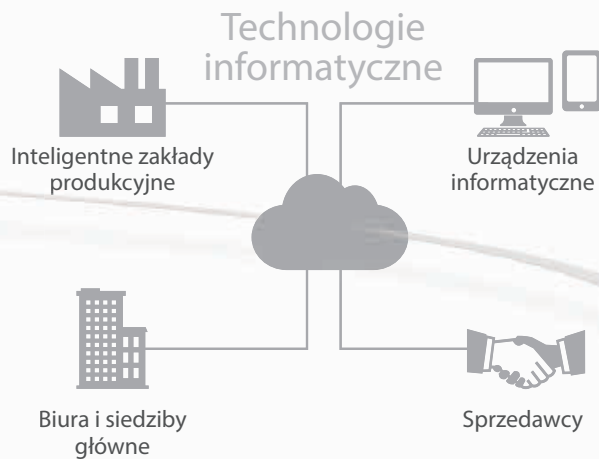 Technologie
informatyczne
Inteligentne zakłady
produkcyjne
Urządzenia
informatyczne
Biura i siedziby
główne
Sprzedawcy